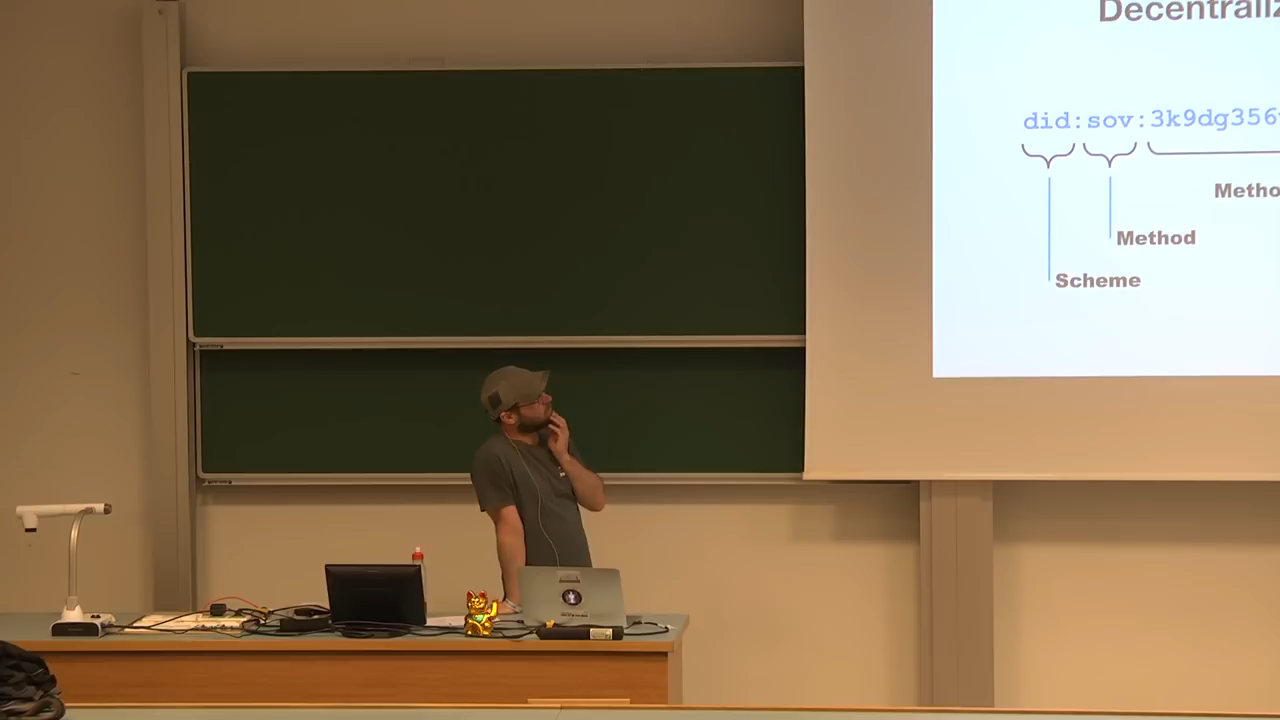 Decentraliz
did:sov:3k9dg356
Metho
Method
Scheme